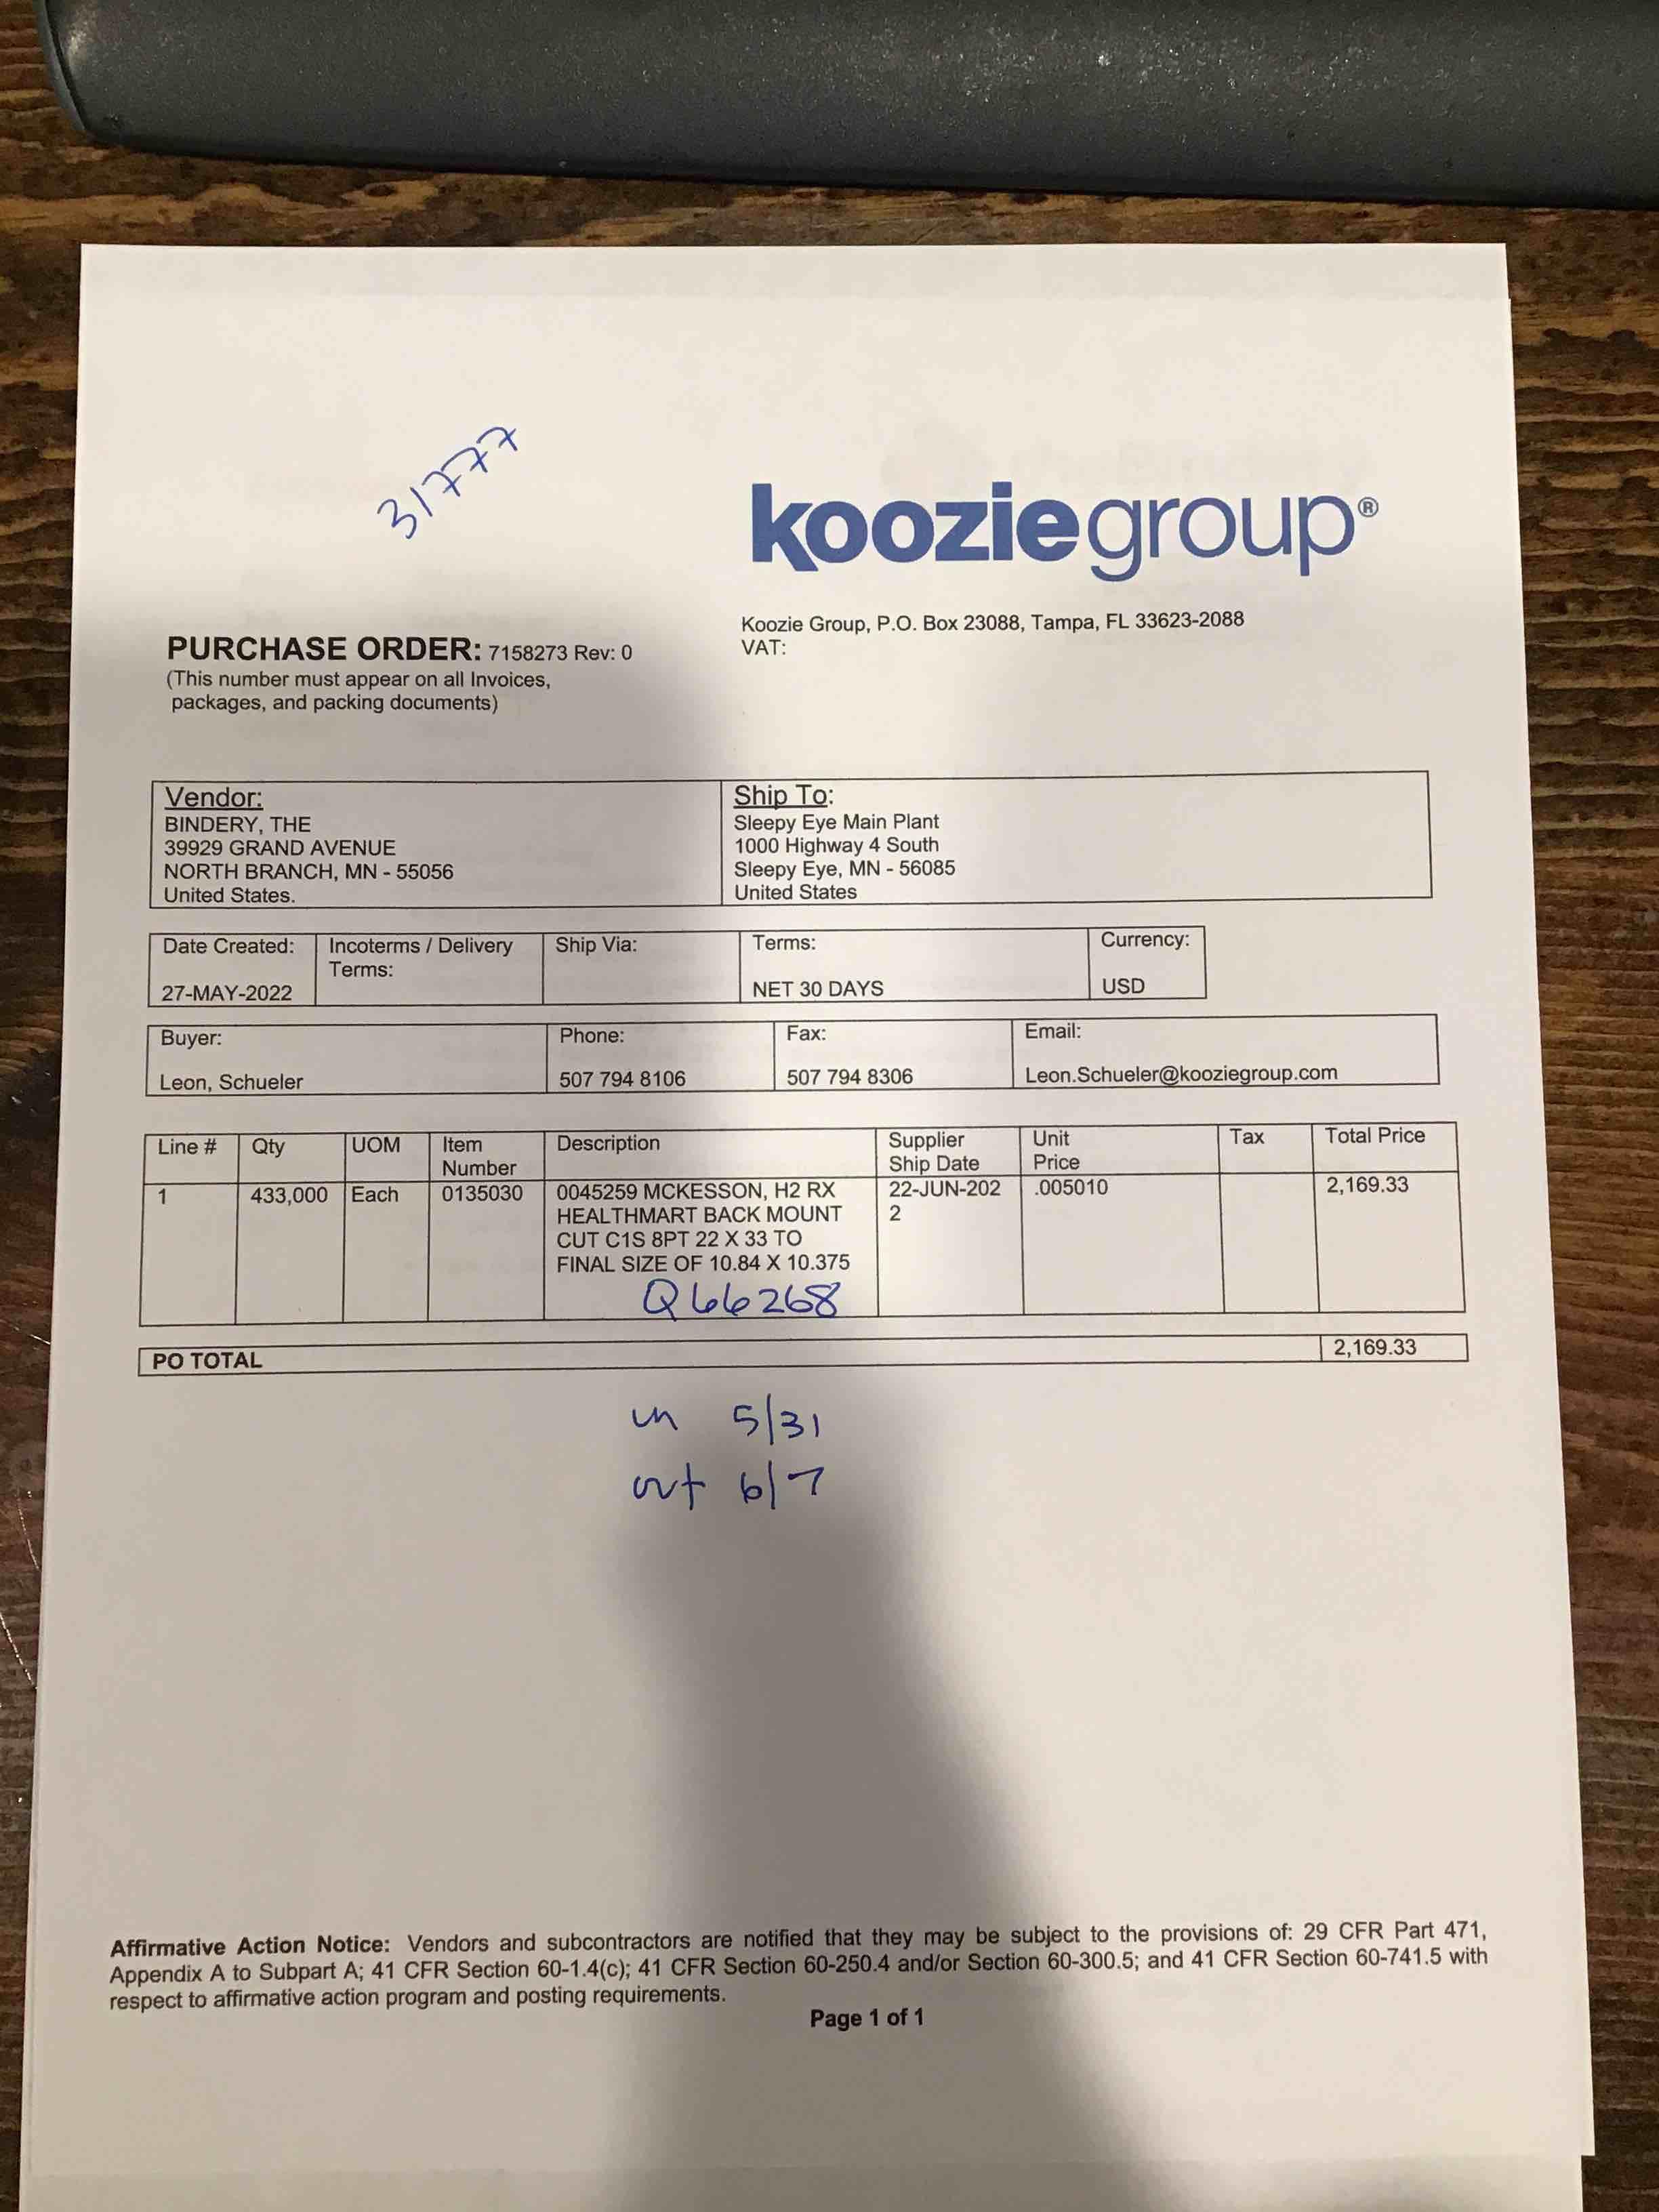 31777
kooziegroup®
Koozie Group, P.O. Box 23088, Tampa, FL 33623-2088
VAT:
PURCHASE ORDER: 7158273 Rev: 0
(This number must appear on all Invoices,
packages, and packing documents)
Vendor:
BINDERY, THE
39929 GRAND AVENUE
NORTH BRANCH, MN - 55056
United States.
Ship To:
Sleepy Eye Main Plant
1000 Highway 4 South
Sleepy Eye, MN - 56085
United States
Date Created:
27-MAY-2022
Incoterms / Delivery
Terms:
Ship Via:
Terms:
NET 30 DAYS
Currency:
USD
Buyer:
Leon, Schueler
Phone:
507 794 8106
Fax:
507 794 8306
Email:
Leon.Schueler@kooziegroup.com
Line # Qty UOM Item Number Description Supplier Ship Date Unit Price Tax Total Price
1 433,000 Each 0135030 0045259 MCKESSON, H2 RX 22-JUN-202 .005010 2,169.33
HEALTHMART BACK MOUNT 2
CUT C1S 8PT 22 X 33 TO
FINAL SIZE OF 10.84 X 10.375
Q66268
PO TOTAL 2,169.33
in 5/31
out 6/7
Affirmative Action Notice: Vendors and subcontractors are notified that they may be subject to the provisions of: 29 CFR Part 471,
Appendix A to Subpart A; 41 CFR Section 60-1.4(c); 41 CFR Section 60-250.4 and/or Section 60-300.5; and 41 CFR Section 60-741.5 with
respect to affirmative action program and posting requirements.
Page 1 of 1